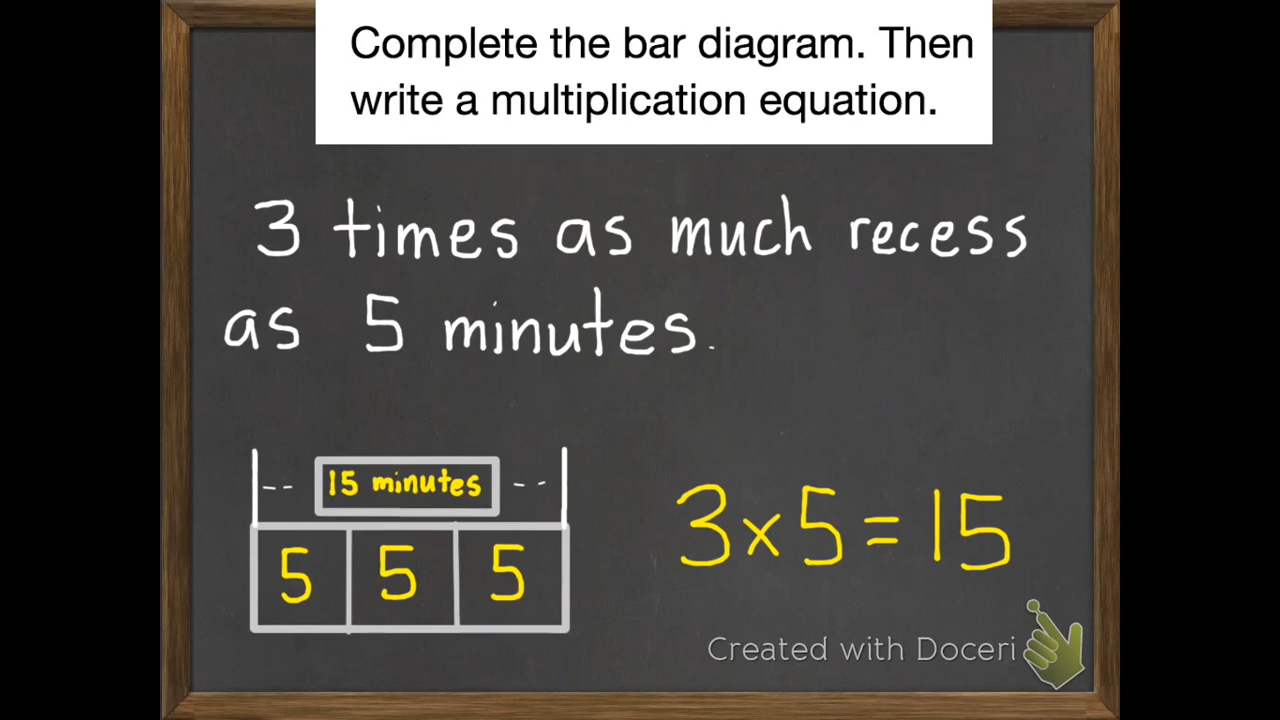 Complete the bar diagram. Then
write a multiplication equation.
3 times as much recess
as 5 minutes.
-- 15 minutes --
5 5 5
3×5=15
Created with Doceri